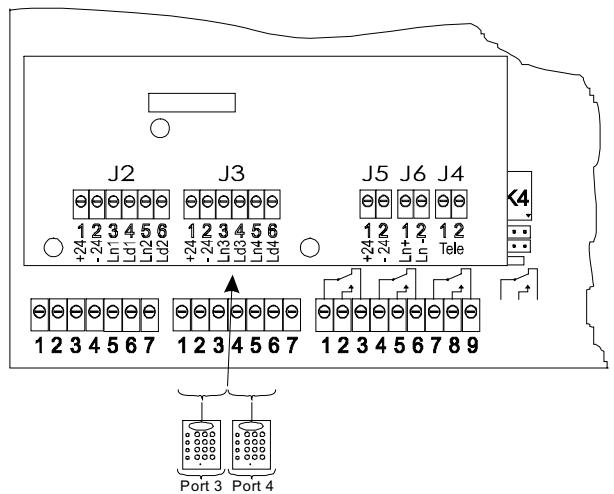 J2 J3 J5 J6 J4
K4
1 2 3 4 5 6 1 2 3 4 5 6 1 2 1 2 1 2
+24 -24 Ln1 Ld1 Ln2 Ld2 +24 -24 Ln3 Ld3 Ln4 Ld4 +24 -24 Ln+ Ln- Tele
1 2 3 4 5 6 7 1 2 3 4 5 6 7 1 2 3 4 5 6 7 8 9
Port 3 Port 4